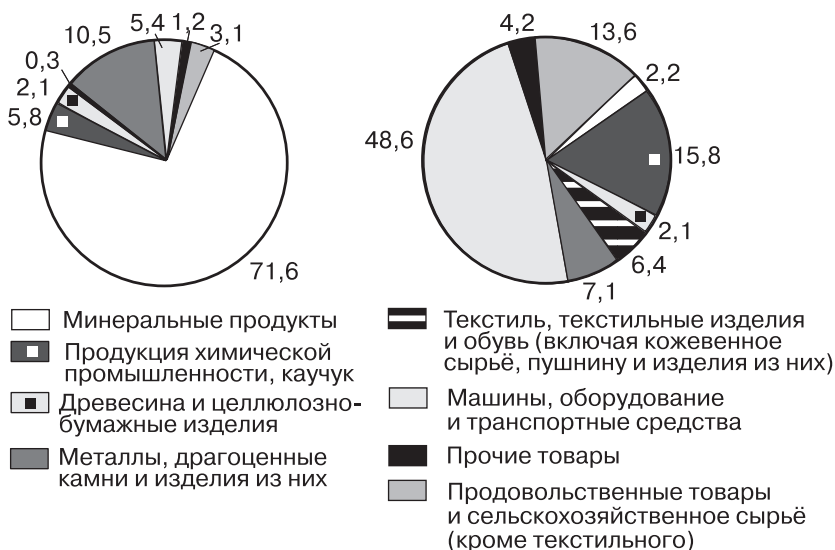 5,4
1,2
3,1
10,5
0,3
2,1
5,8
71,6
4,2
13,6
2,2
48,6
15,8
2,1
6,4
7,1
Минеральные продукты
Продукция химической
промышленности, каучук
Древесина и целлюлозно-
бумажные изделия
Металлы, драгоценные
камни и изделия из них
Текстиль, текстильные изделия
и обувь (включая кожевенное
сырьё, пушнину и изделия из них)
Машины, оборудование
и транспортные средства
Прочие товары
Продовольственные товары
и сельскохозяйственное сырьё
(кроме текстильного)